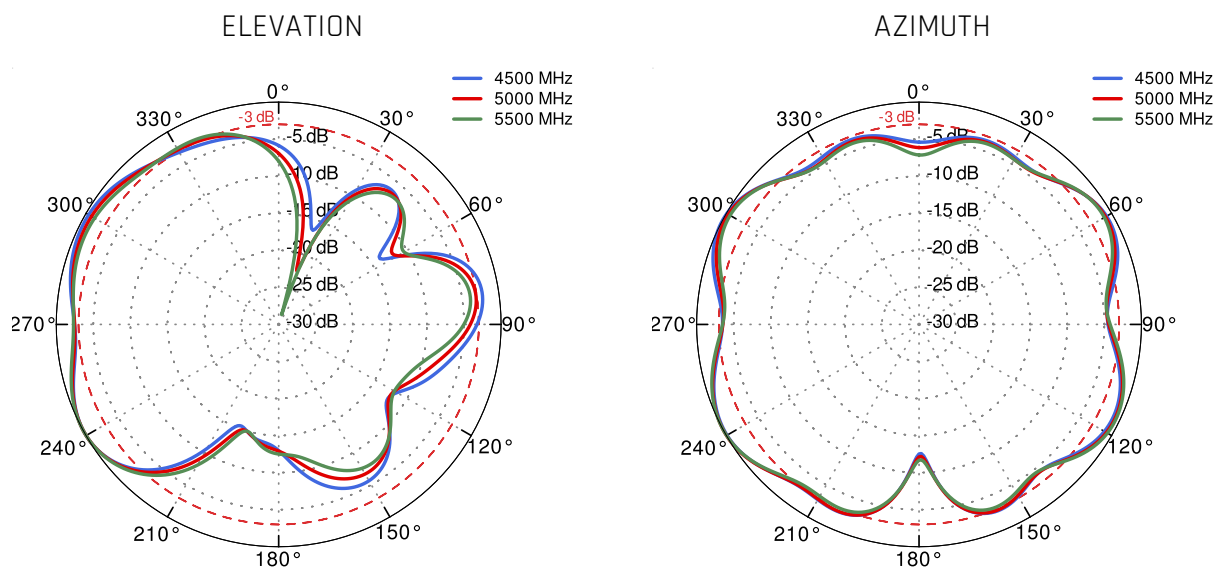 ELEVATION
4500 MHz
5000 MHz
5500 MHz
0°
30°
60°
90°
120°
150°
180°
210°
240°
270°
300°
330°
-3 dB
-5 dB
-10 dB
-15 dB
-20 dB
-25 dB
-30 dB
AZIMUTH
4500 MHz
5000 MHz
5500 MHz
0°
30°
60°
90°
120°
150°
180°
210°
240°
270°
300°
330°
-3 dB
-5 dB
-10 dB
-15 dB
-20 dB
-25 dB
-30 dB